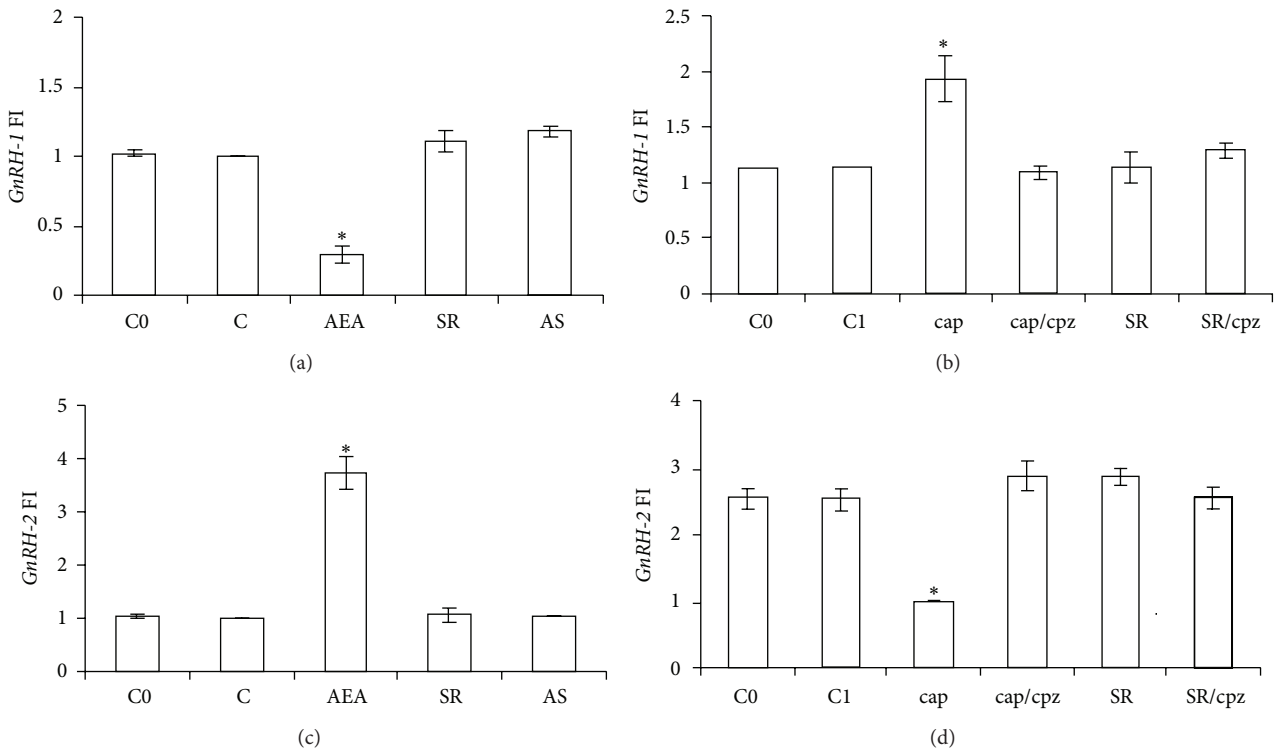 2
1.5
1
0.5
0
GnRH-1 FI
*
C0 C AEA SR AS
(a)
2.5
2
1.5
1
0.5
0
GnRH-1 FI
*
C0 C1 cap cap/cpz SR SR/cpz
(b)
5
4
3
2
1
0
GnRH-2 FI
*
C0 C AEA SR AS
(c)
4
3
2
1
0
GnRH-2 FI
*
C0 C1 cap cap/cpz SR SR/cpz
(d)